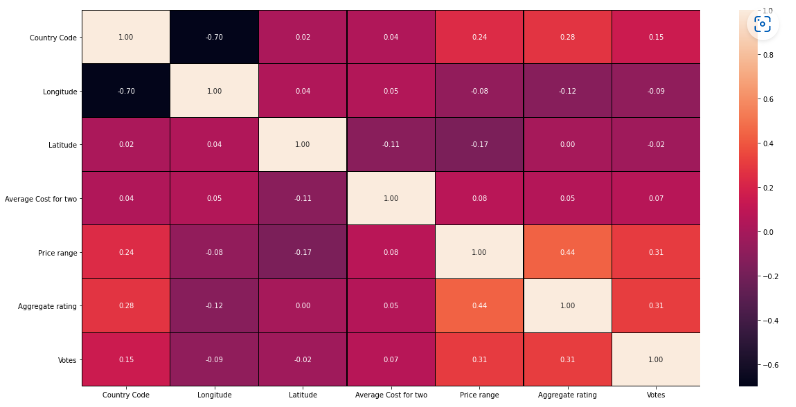 1.0
Country Code 1.00 -0.70 0.02 0.04 0.24 0.28 0.15
0.8
Longitude -0.70 1.00 0.04 0.05 -0.08 -0.12 -0.09
0.6
Latitude 0.02 0.04 1.00 -0.11 -0.17 0.00 -0.02
0.4
Average Cost for two 0.04 0.05 -0.11 1.00 0.08 0.05 0.07
0.2
0.0
Price range 0.24 -0.08 -0.17 0.08 1.00 0.44 0.31
−0.2
Aggregate rating 0.28 -0.12 0.00 0.05 0.44 1.00 0.31
−0.4
Votes 0.15 -0.09 -0.02 0.07 0.31 0.31 1.00
−0.6
Country Code Longitude Latitude Average Cost for two Price range Aggregate rating Votes